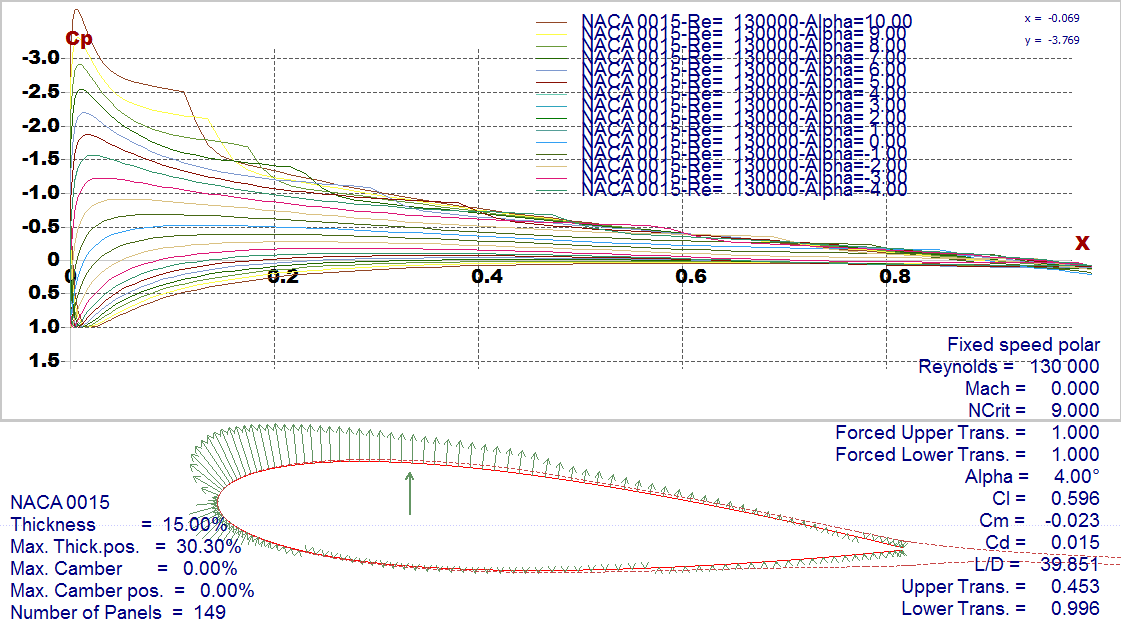 NACA 0015-Re= 130000-Alpha=10.00
NACA 0015-Re= 130000-Alpha= 9.00
NACA 0015-Re= 130000-Alpha= 8.00
NACA 0015-Re= 130000-Alpha= 7.00
NACA 0015-Re= 130000-Alpha= 6.00
NACA 0015-Re= 130000-Alpha= 5.00
NACA 0015-Re= 130000-Alpha= 4.00
NACA 0015-Re= 130000-Alpha= 3.00
NACA 0015-Re= 130000-Alpha= 2.00
NACA 0015-Re= 130000-Alpha= 1.00
NACA 0015-Re= 130000-Alpha= 0.00
NACA 0015-Re= 130000-Alpha=-1.00
NACA 0015-Re= 130000-Alpha=-2.00
NACA 0015-Re= 130000-Alpha=-3.00
NACA 0015-Re= 130000-Alpha=-4.00
x = -0.069
y = -3.769
Cp
-3.0
-2.5
-2.0
-1.5
-1.0
-0.5
0
0.5
1.0
1.5
0 0.2 0.4 0.6 0.8
X
Fixed speed polar
Reynolds = 130 000
Mach = 0.000
NCrit = 9.000
Forced Upper Trans. = 1.000
Forced Lower Trans. = 1.000
Alpha = 4.00°
Cl = 0.596
Cm = -0.023
Cd = 0.015
L/D = 39.851
Upper Trans. = 0.453
Lower Trans. = 0.996
NACA 0015
Thickness = 15.00%
Max. Thick.pos. = 30.30%
Max. Camber = 0.00%
Max. Camber pos. = 0.00%
Number of Panels = 149